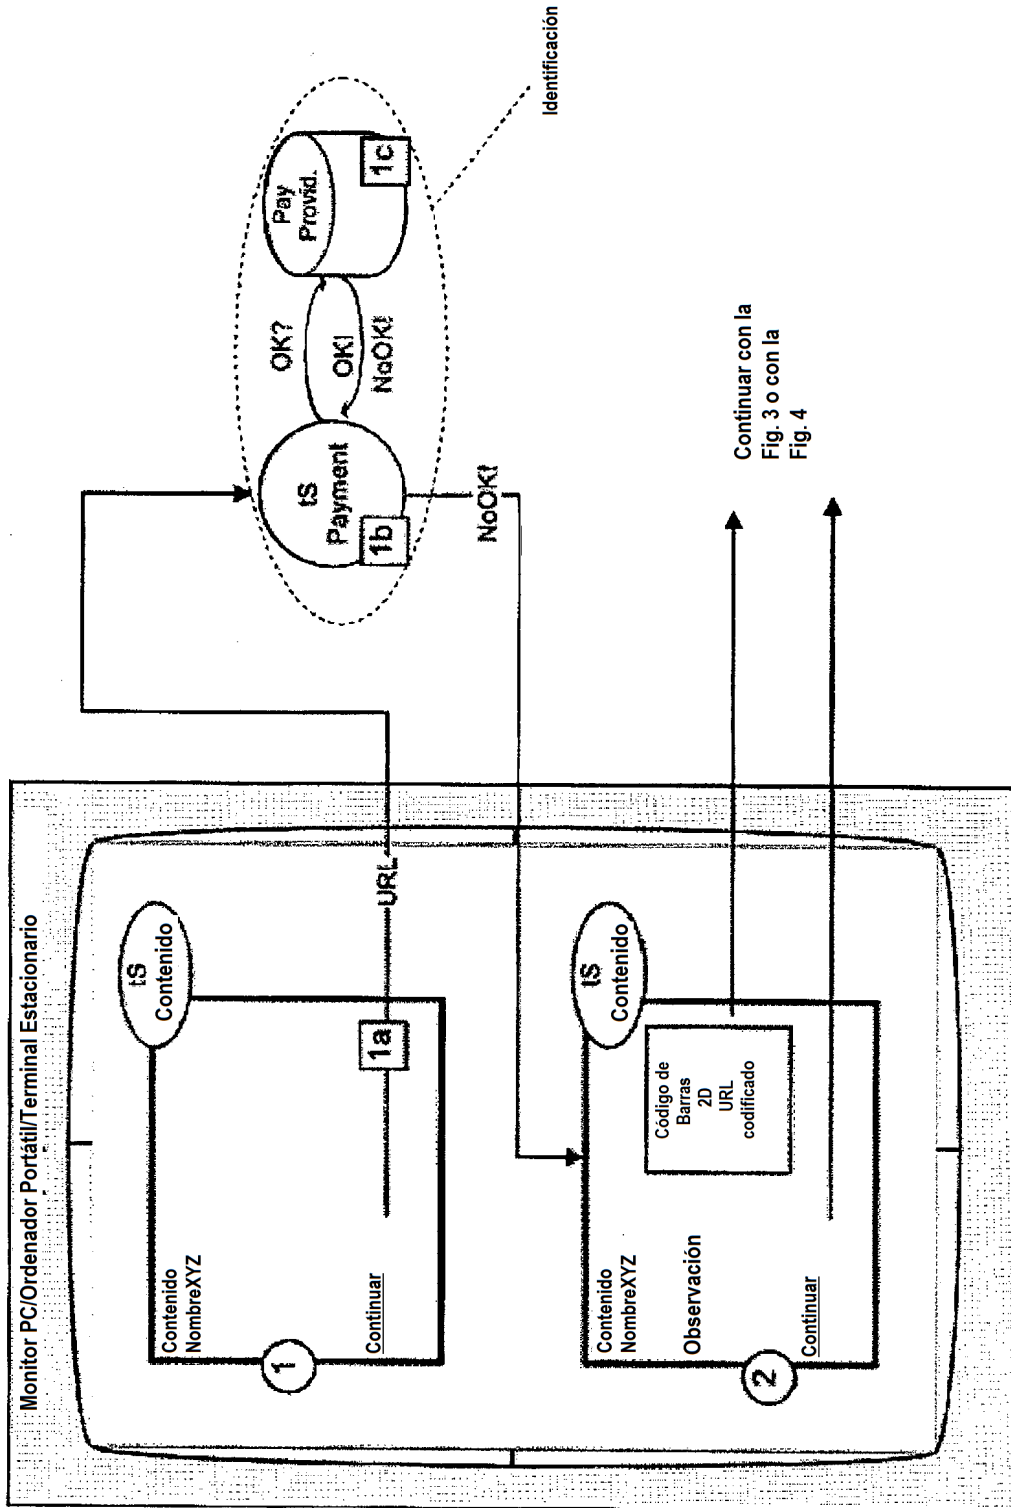 Monitor PC/Ordenador Portátil/Terminal Estacionario
1
Contenido
NombreXYZ
Continuar
tS
Contenido
1a
URL
tS
Payment
1b
OK?
OK!
NoOK!
Pay
Provid.
1c
Identificación
NoOK!
2
Contenido
NombreXYZ
Observación
Continuar
tS
Contenido
Código de
Barras
2D
URL
codificado
Continuar con la
Fig. 3 o con la
Fig. 4